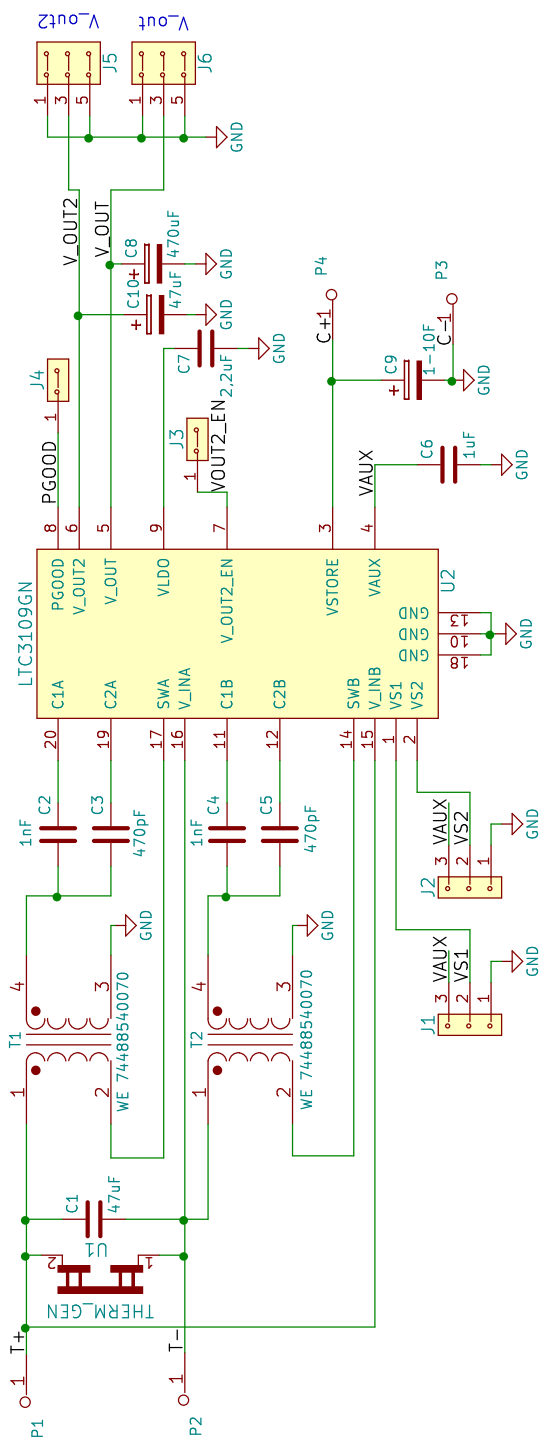 V_out2
V_out
J5
J6
1
3
5
1
3
5
GND
V_OUT2
V_OUT
C8
470uF
GND
C10
47uF
GND
C7
2.2uF
GND
J4
1
PGOOD
J3
1
VOUT2_EN
P4
C+
1
P3
C-
1
C9
1-10F
GND
C6
1uF
GND
VAUX
8
6
5
9
7
3
4
LTC3109GN
U2
PGOOD
V_OUT2
V_OUT
VLDO
V_OUT2_EN
VSTORE
VAUX
GND
GND
GND
13
10
18
GND
C1A
C2A
SWA
V_INA
C1B
C2B
SWB
V_INB
VS1
VS2
20
19
17
16
11
12
14
15
1
2
C2
1nF
C3
470pF
C4
1nF
C5
470pF
VAUX
VS2
3
2
1
J2
GND
VAUX
VS1
3
2
1
J1
GND
T1
4
3
1
2
GND
WE 74488540070
T2
4
3
1
2
GND
WE 74488540070
C1
47uF
U1
2
1
THERM_GEN
T+
1
P1
T-
1
P2